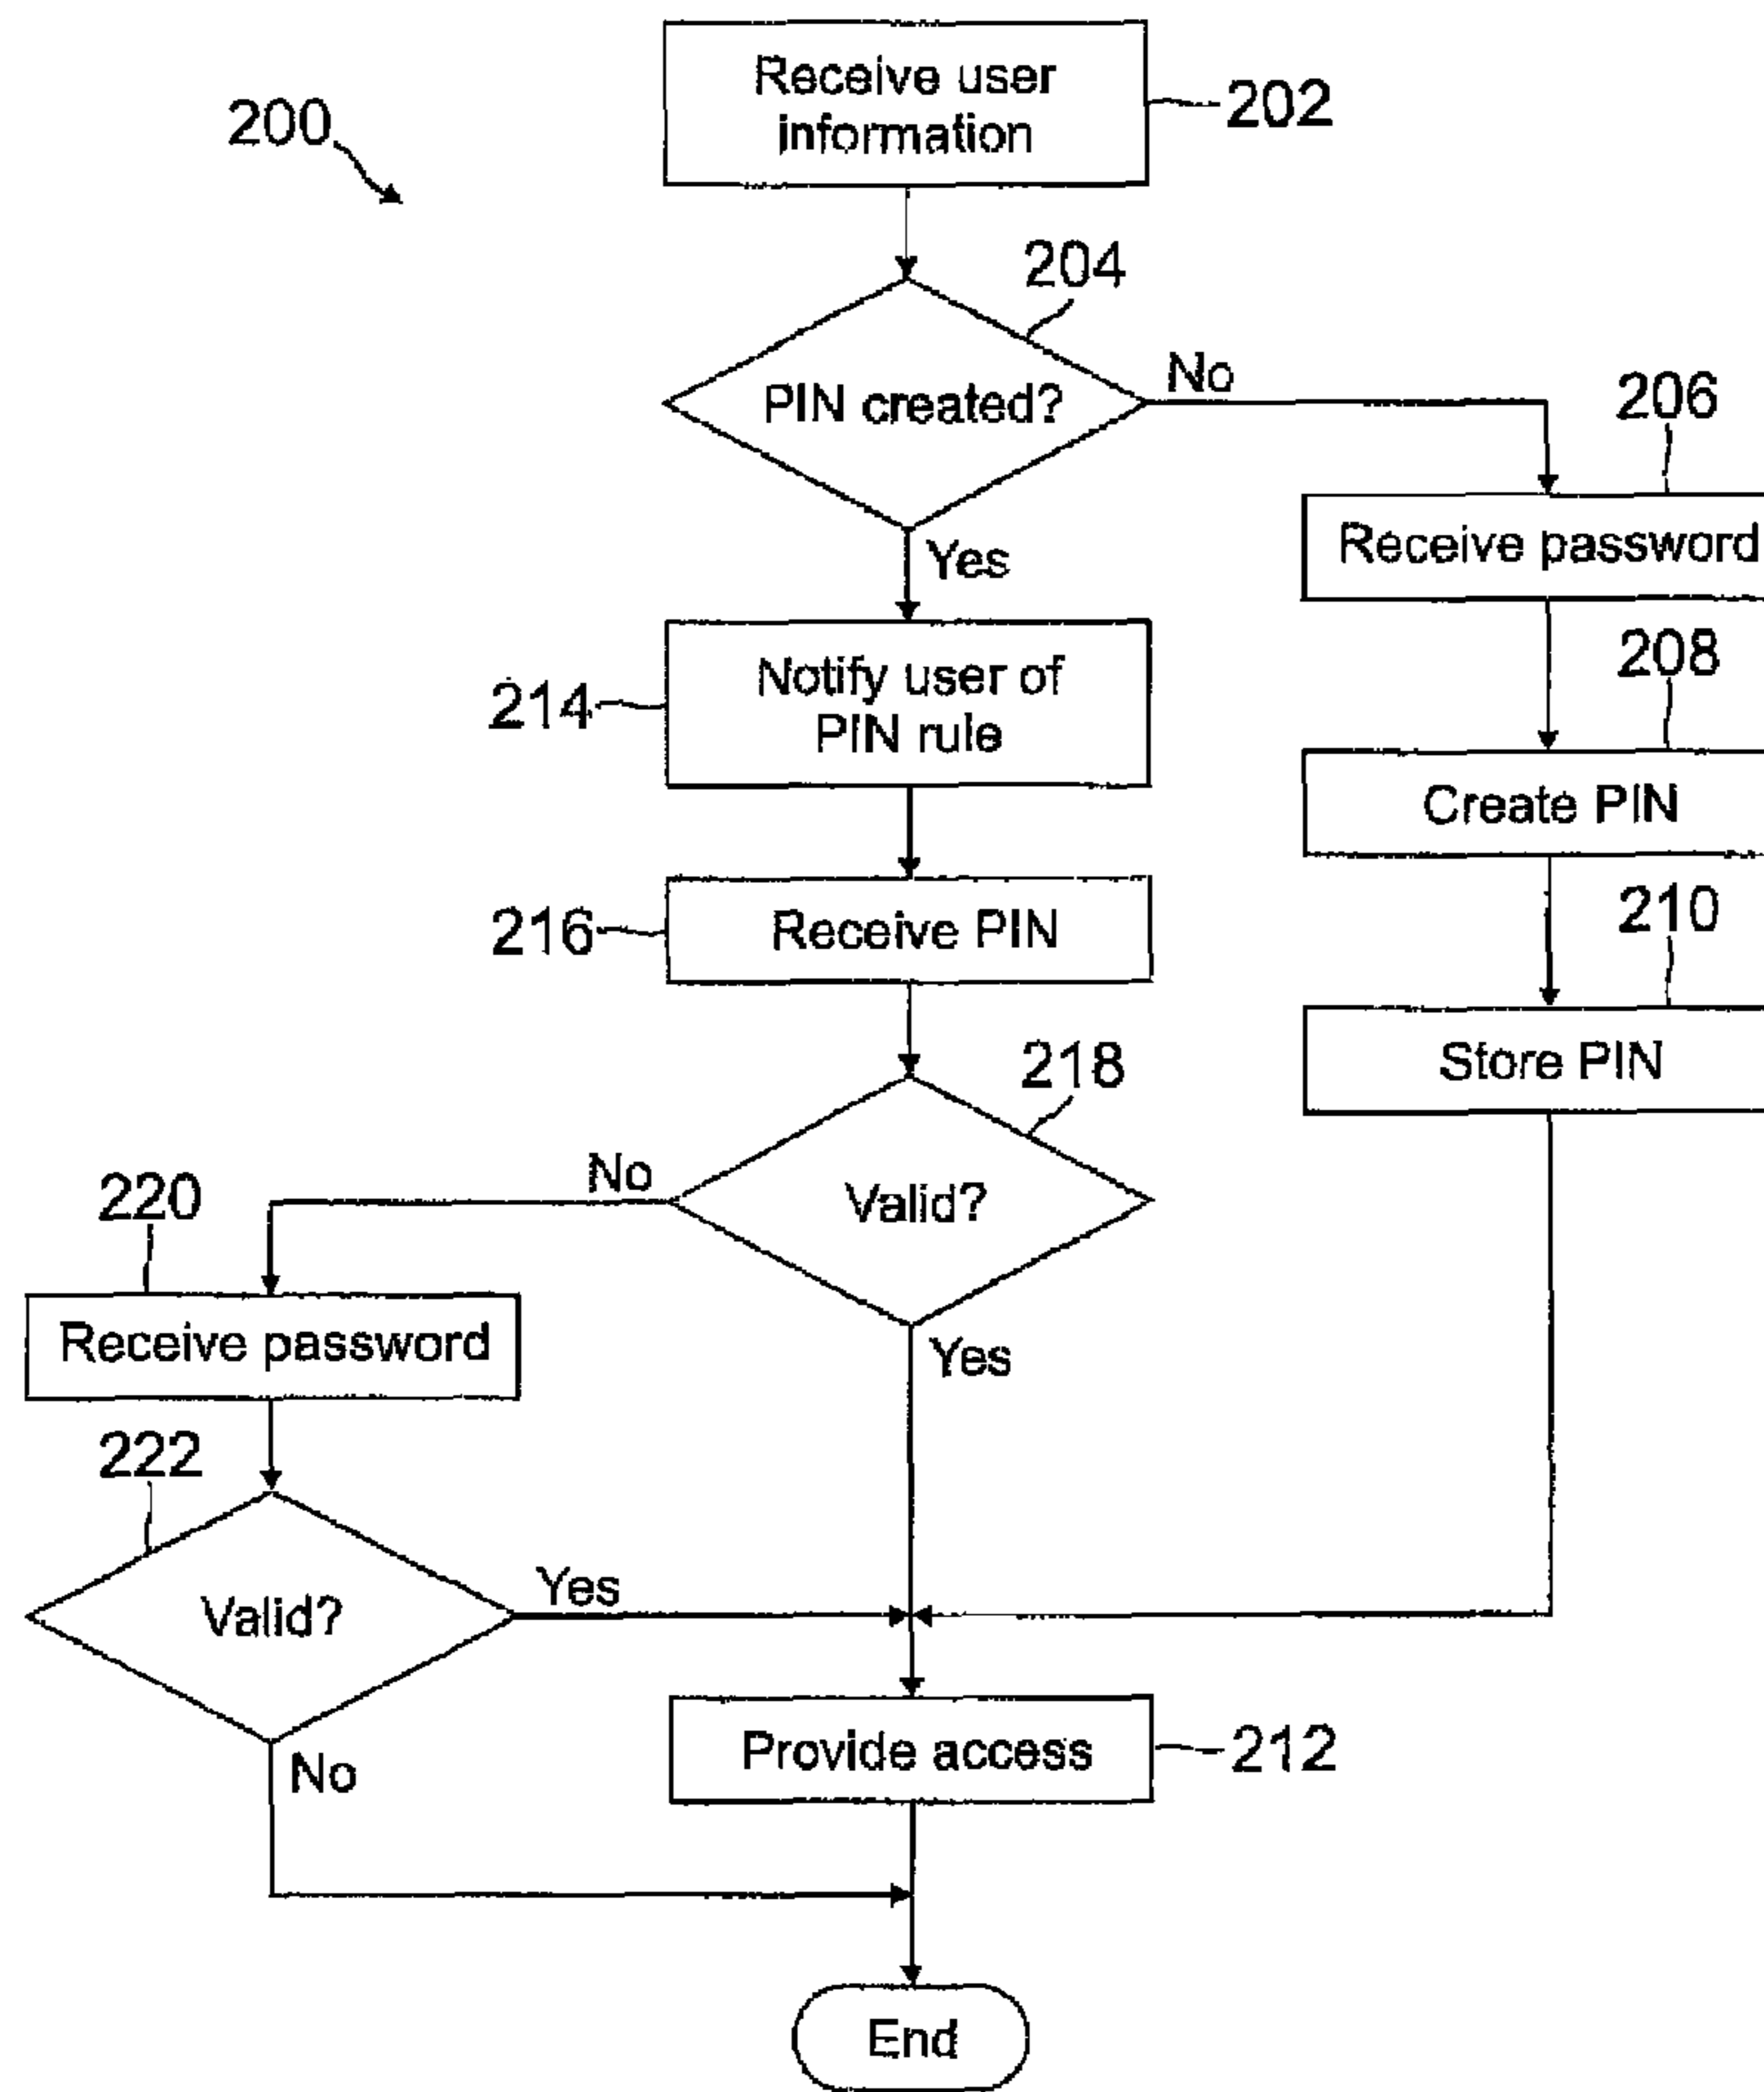 200
Receive user
information
202
204
PIN created?
No
206
Receive password
Yes
208
Notify user of
PIN rule
214
Create PIN
210
216
Receive PIN
Store PIN
218
No
Valid?
220
Receive password
Yes
222
Valid?
Yes
No
Provide access
212
End